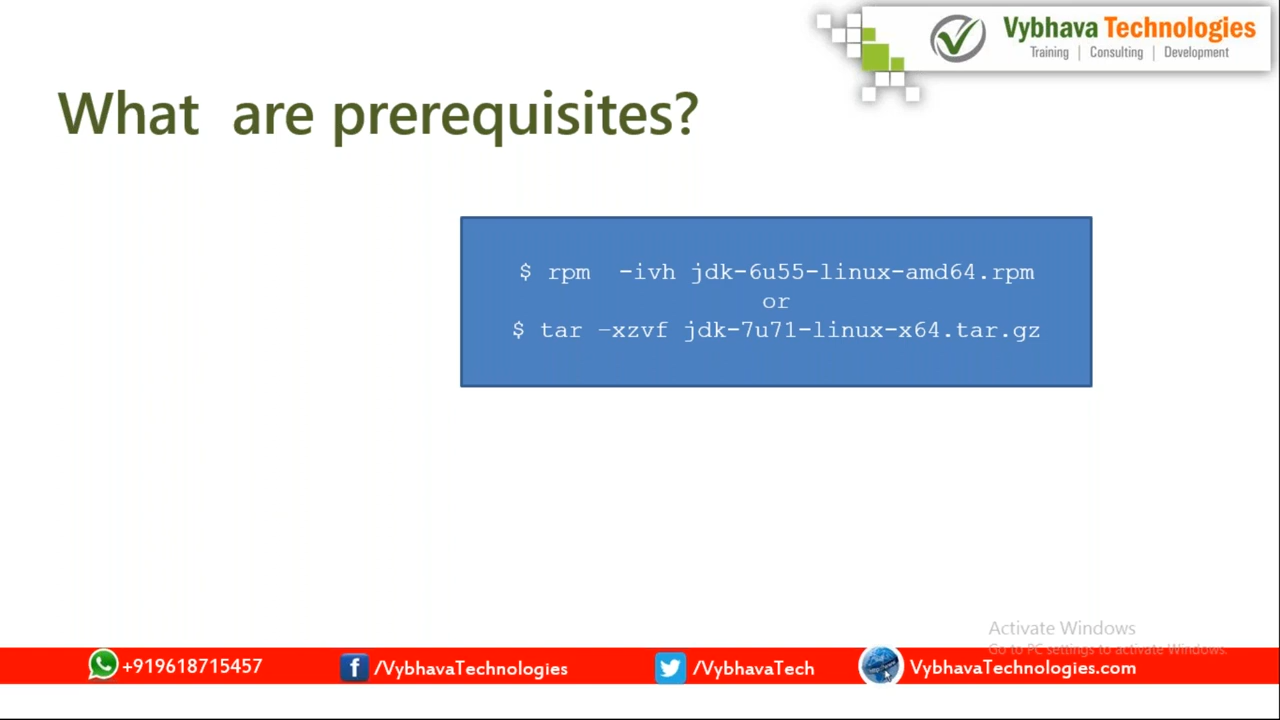 Vybhava Technologies
Training | Consulting | Development
What are prerequisites?
$ rpm -ivh jdk-6u55-linux-amd64.rpm
or
$ tar –xzvf jdk-7u71-linux-x64.tar.gz
Activate Windows
Go to PC settings to activate Windows.
+919618715457 /VybhavaTechnologies /VybhavaTech VybhavaTechnologies.com